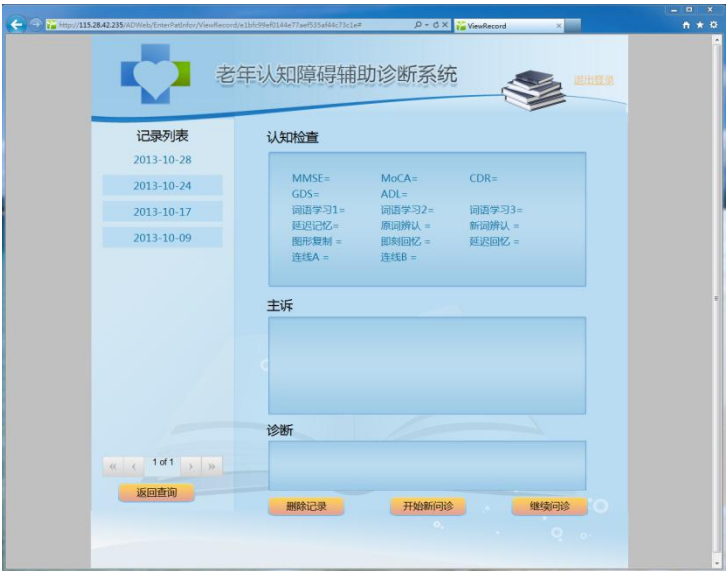 http://115.28.42.235/ADWeb/EnterPatInfor/ViewRecord/e1bfc99ef0144e77aef535af44c73c1e#
ViewRecord
老年认知障碍辅助诊断系统
退出登录
记录列表
2013-10-28
2013-10-24
2013-10-17
2013-10-09
1 of 1
返回查询
认知检查
MMSE= MoCA= CDR=
GDS= ADL=
词语学习1= 词语学习2= 词语学习3=
延迟记忆= 原词辨认 = 新词辨认 =
图形复制 = 即刻回忆 = 延迟回忆 =
连线A = 连线B =
主诉
诊断
删除记录 开始新问诊 继续问诊